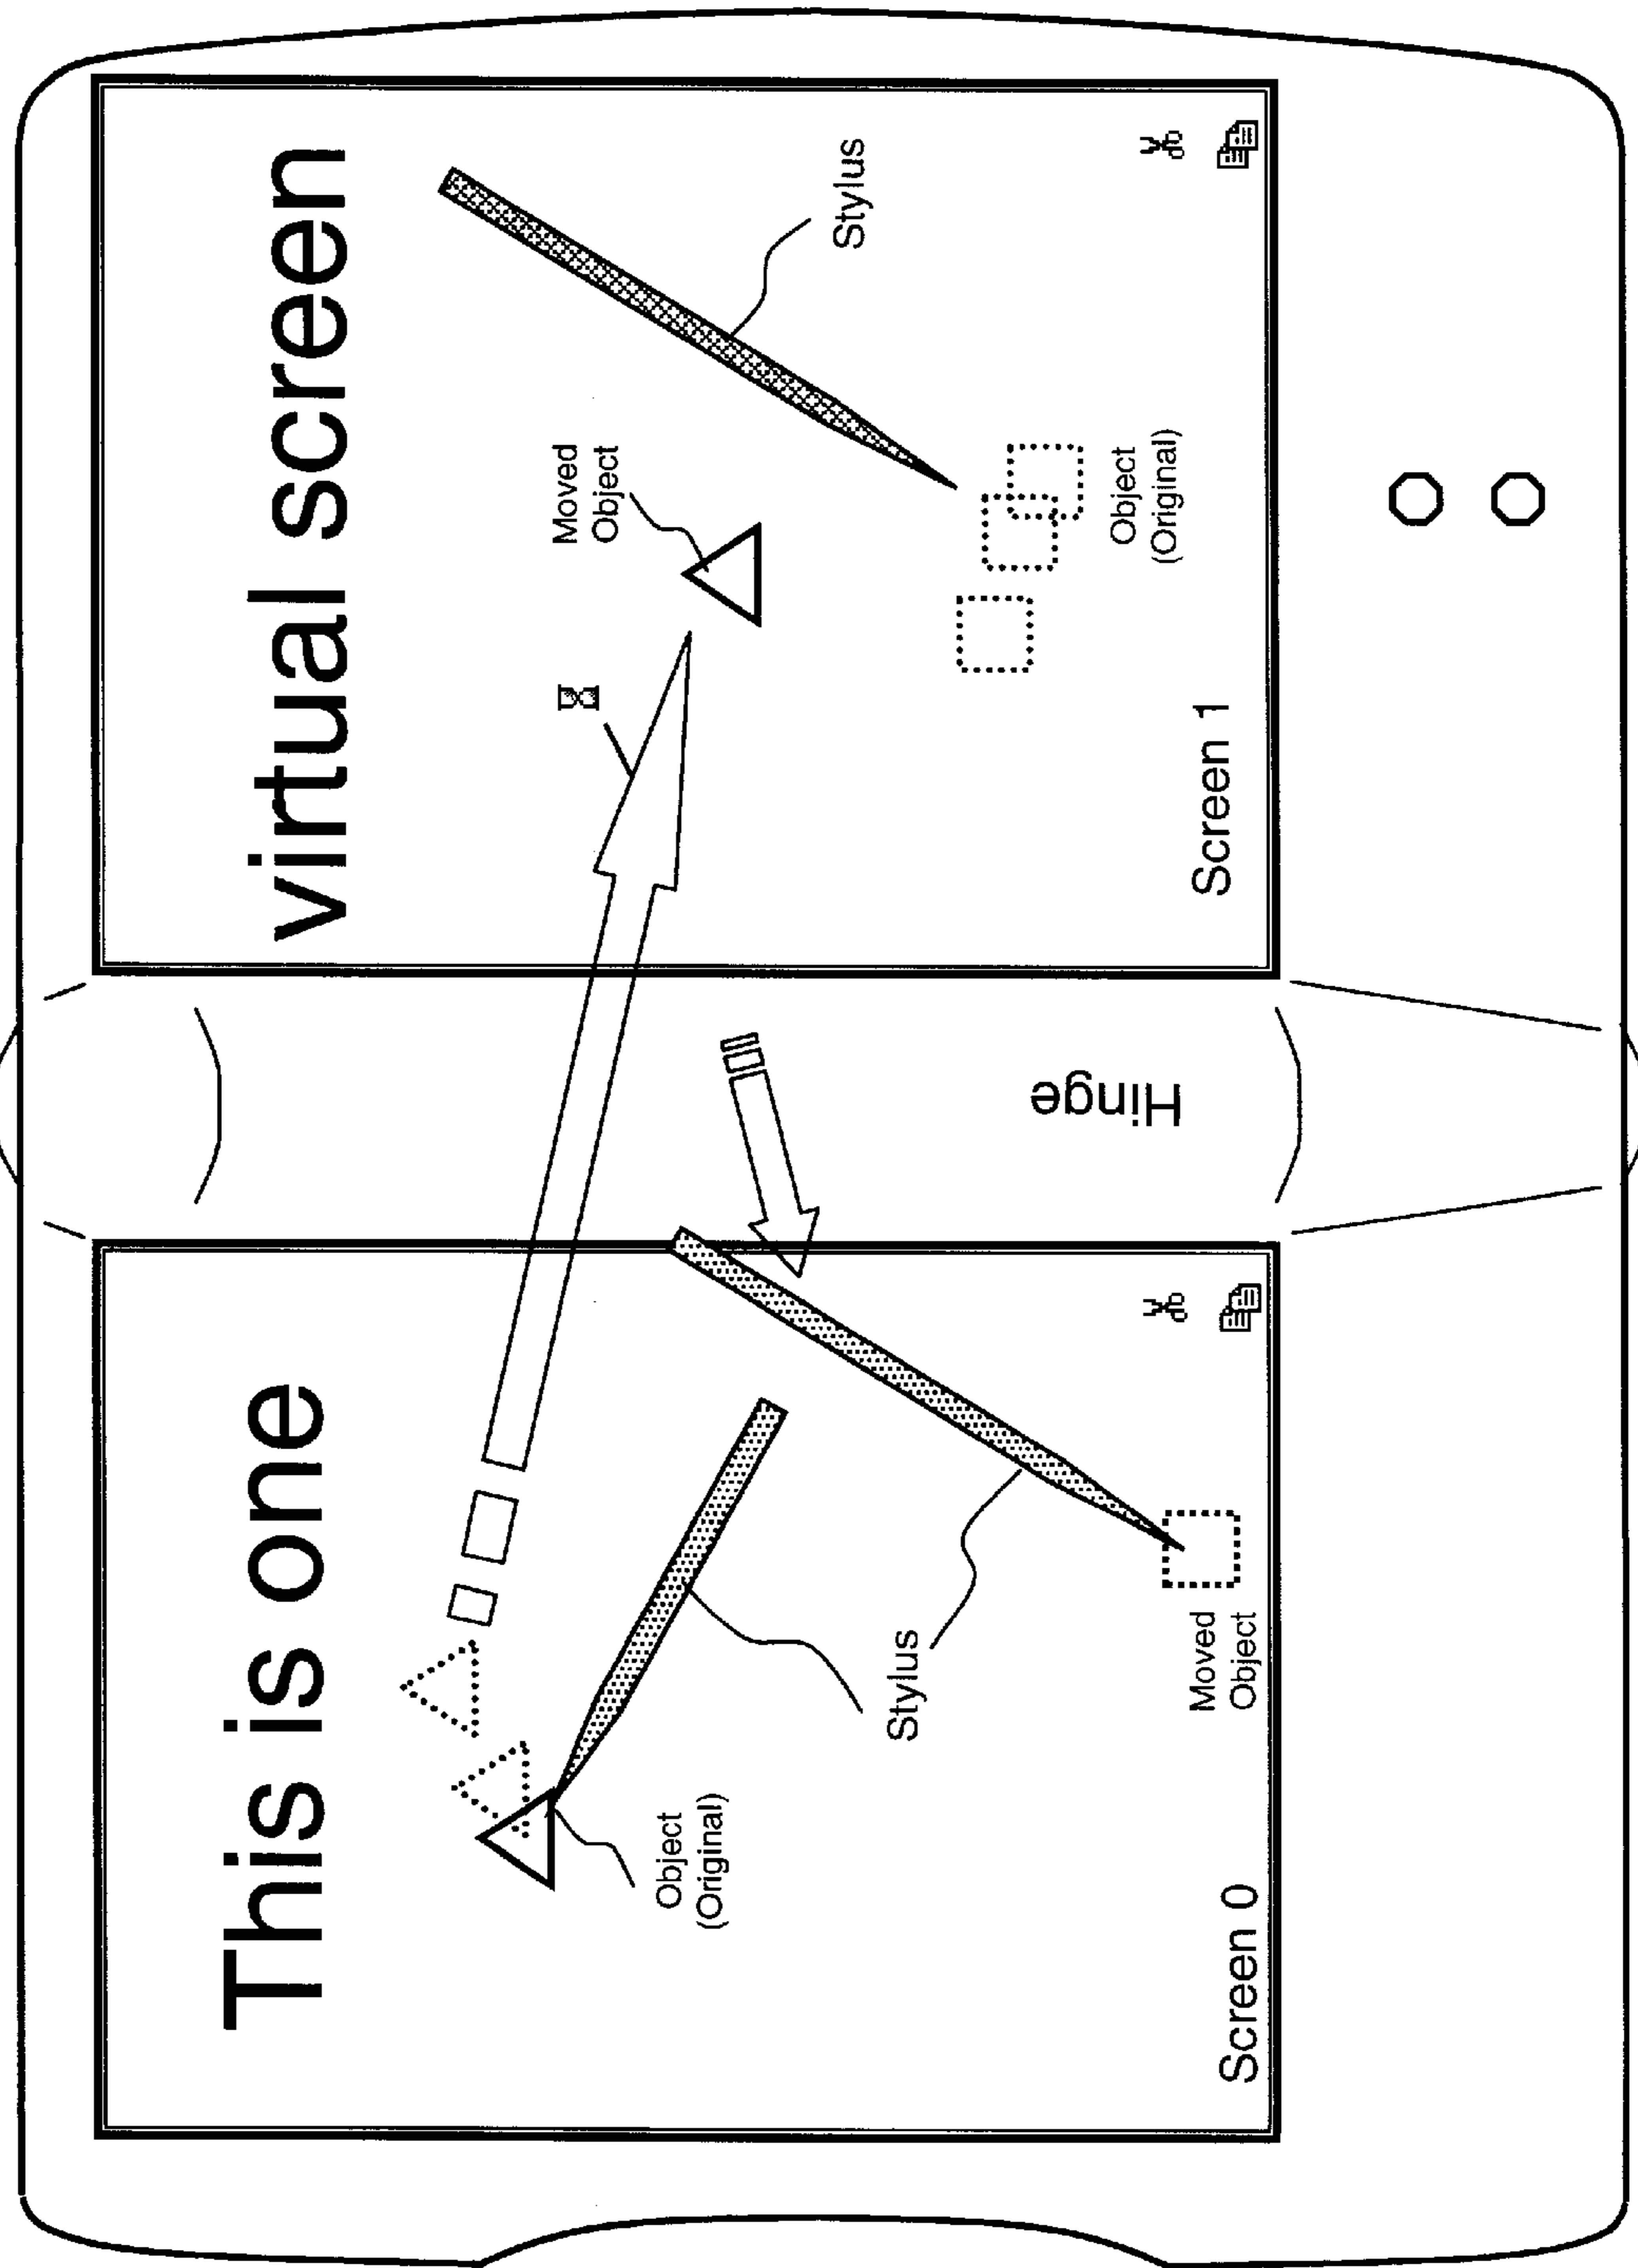 This is one
Object
(Original)
Stylus
Moved
Object
Screen 0
Hinge
virtual screen
Moved
Object
Stylus
Object
(Original)
Screen 1